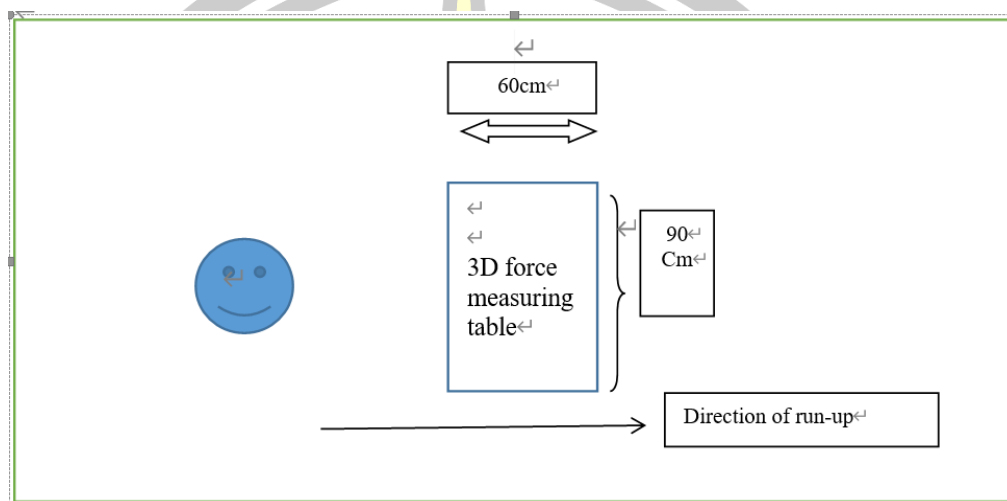 60cm
3D force
measuring
table
90
Cm
Direction of run-up